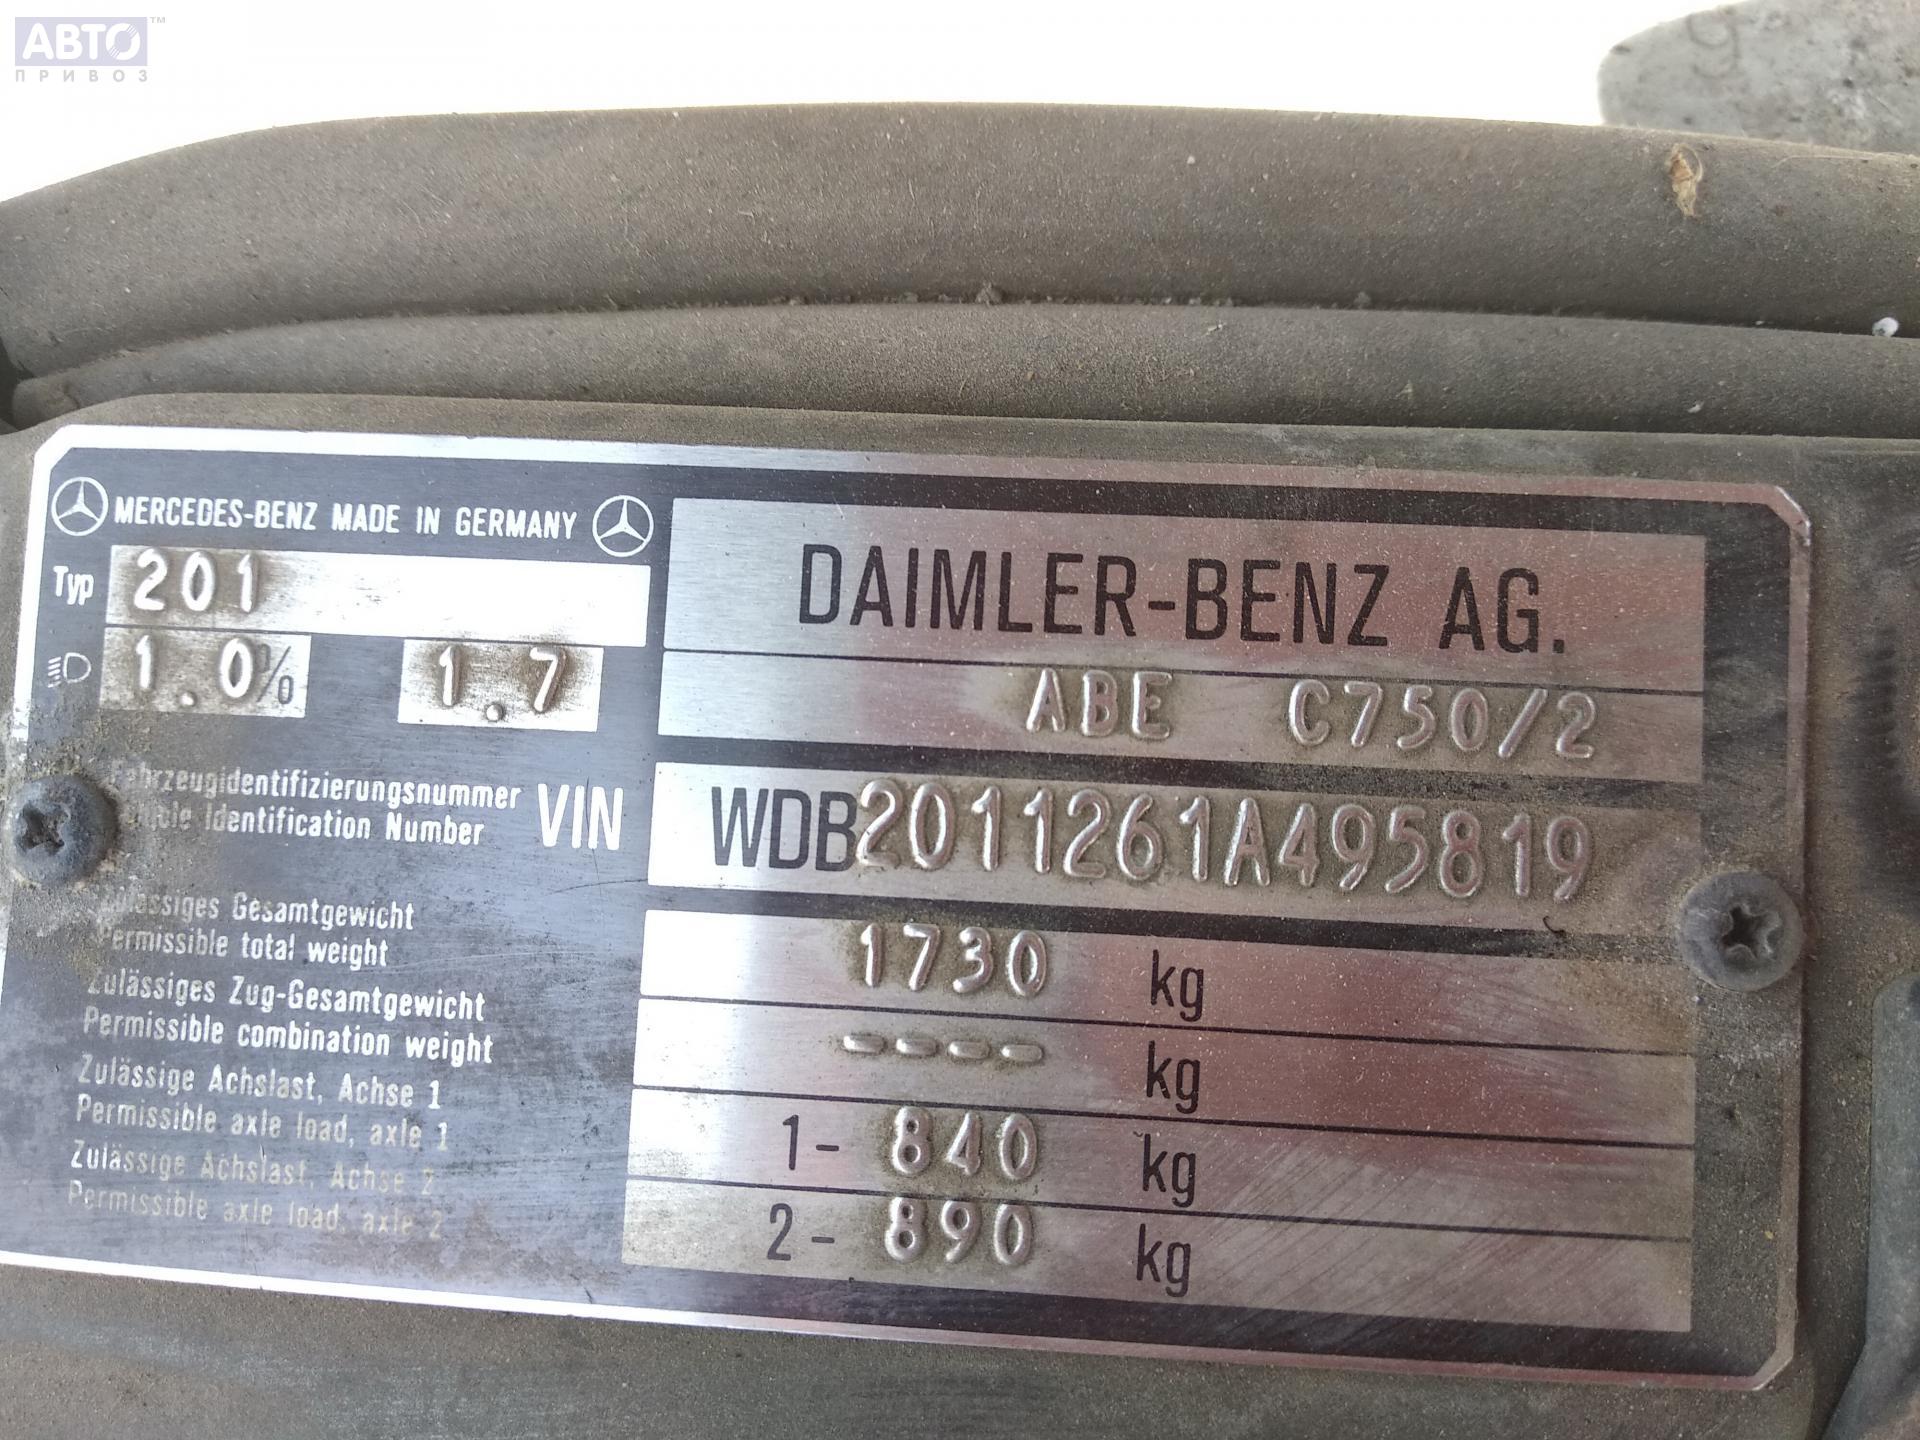 АВТО™
ПРИВОЗ
MERCEDES-BENZ MADE IN GERMANY
Typ 201
1.0% 1.7
DAIMLER-BENZ AG.
ABE C750/2
Fahrzeugidentifizierungsnummer
Vehicle Identification Number
VIN WDB2011261A495819
Zulässiges Gesamtgewicht
Permissible total weight
1730 kg
Zulässiges Zug-Gesamtgewicht
Permissible combination weight
---- kg
Zulässige Achslast, Achse 1
Permissible axle load, axle 1
1- 840 kg
Zulässige Achslast, Achse 2
Permissible axle load, axle 2
2- 890 kg